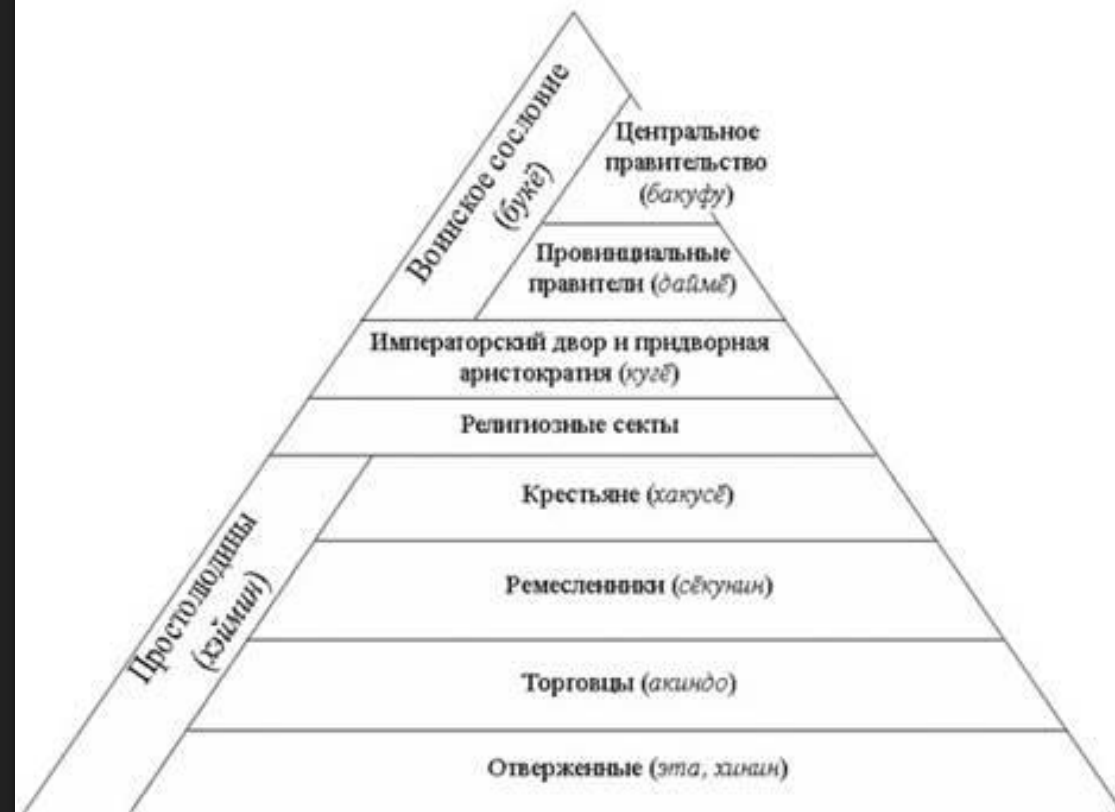 Воинское сословие
(букё)
Центральное
правительство
(бакуфу)
Провинциальные
правители (даймё)
Императорский двор и придворная
аристократия (кугё)
Религиозные секты
Простолюдины
(хэймин)
Крестьяне (хакусё)
Ремесленники (сёкунин)
Торговцы (акиндо)
Отверженные (эта, хинин)